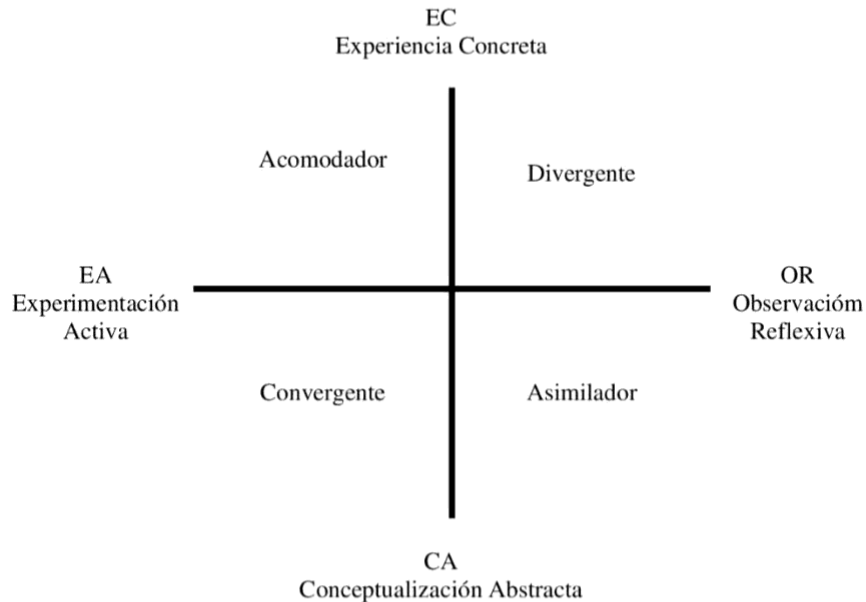 EC
Experiencia Concreta
Acomodador
Divergente
EA
Experimentación
Activa
OR
Observacióm
Reflexiva
Convergente
Asimilador
CA
Conceptualización Abstracta